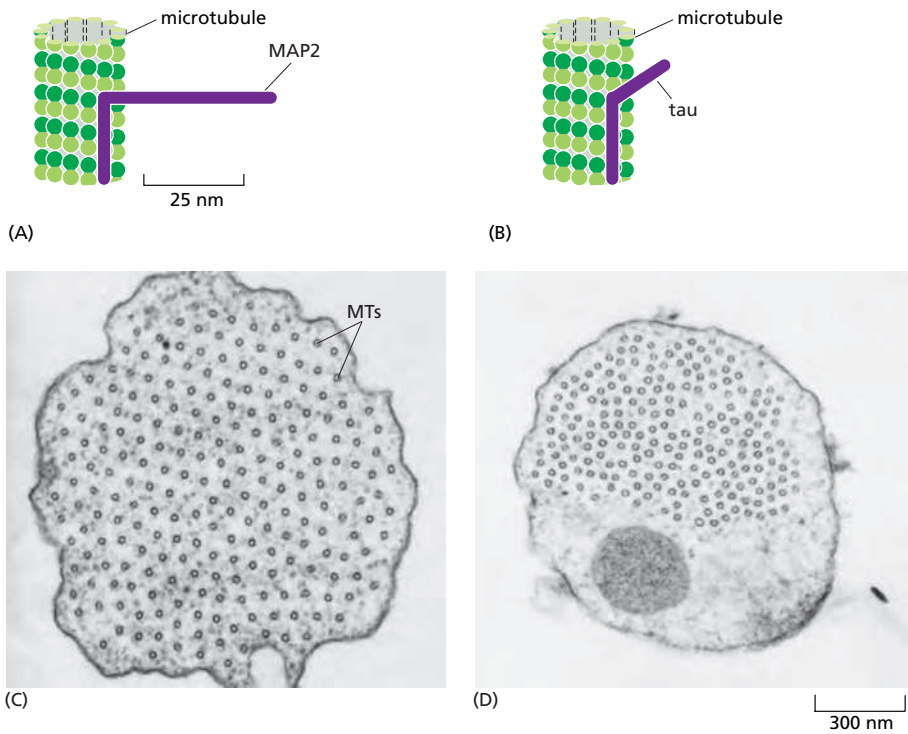 microtubule
MAP2
25 nm
(A)
microtubule
tau
(B)
MTs
(C)
(D)
300 nm